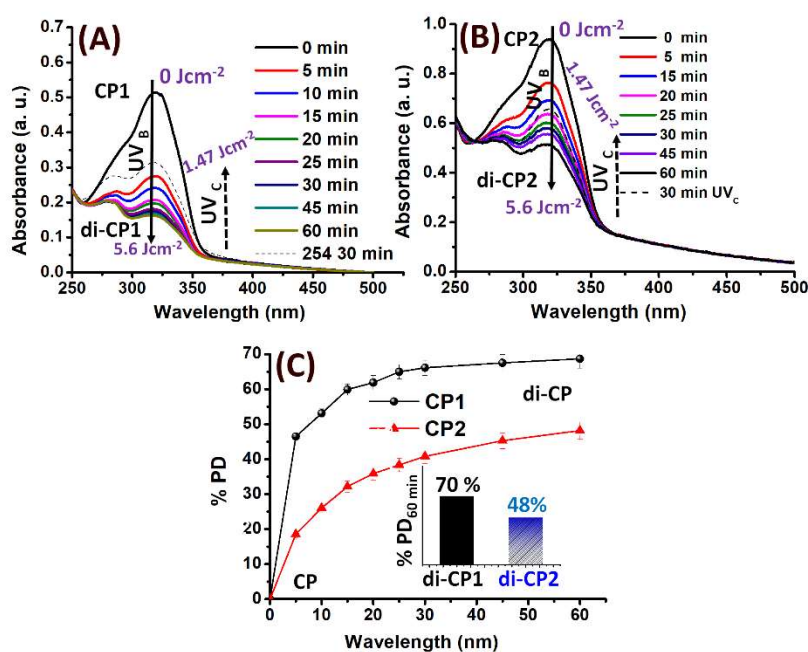 (A)
CP1
0 Jcm-2
UV B
1.47 Jcm-2
UV C
di-CP1
5.6 Jcm-2
0 min
5 min
10 min
15 min
20 min
25 min
30 min
45 min
60 min
254 30 min
Absorbance (a. u.)
0.7
0.6
0.5
0.4
0.3
0.2
0.1
0.0
250 300 350 400 450 500
Wavelength (nm)
(B)
CP2
0 Jcm-2
UV B
1.47 Jcm-2
UV C
di-CP2
5.6 Jcm-2
0 min
5 min
15 min
20 min
25 min
30 min
45 min
60 min
30 min UVC
Absorbance (a. u.)
1.0
0.8
0.6
0.4
0.2
0.0
250 300 350 400 450 500
Wavelength (nm)
(C)
CP1
CP2
di-CP
CP
70 %
48%
% PD60 min
di-CP1 di-CP2
% PD
70
60
50
40
30
20
10
0
0 10 20 30 40 50 60
Wavelength (nm)